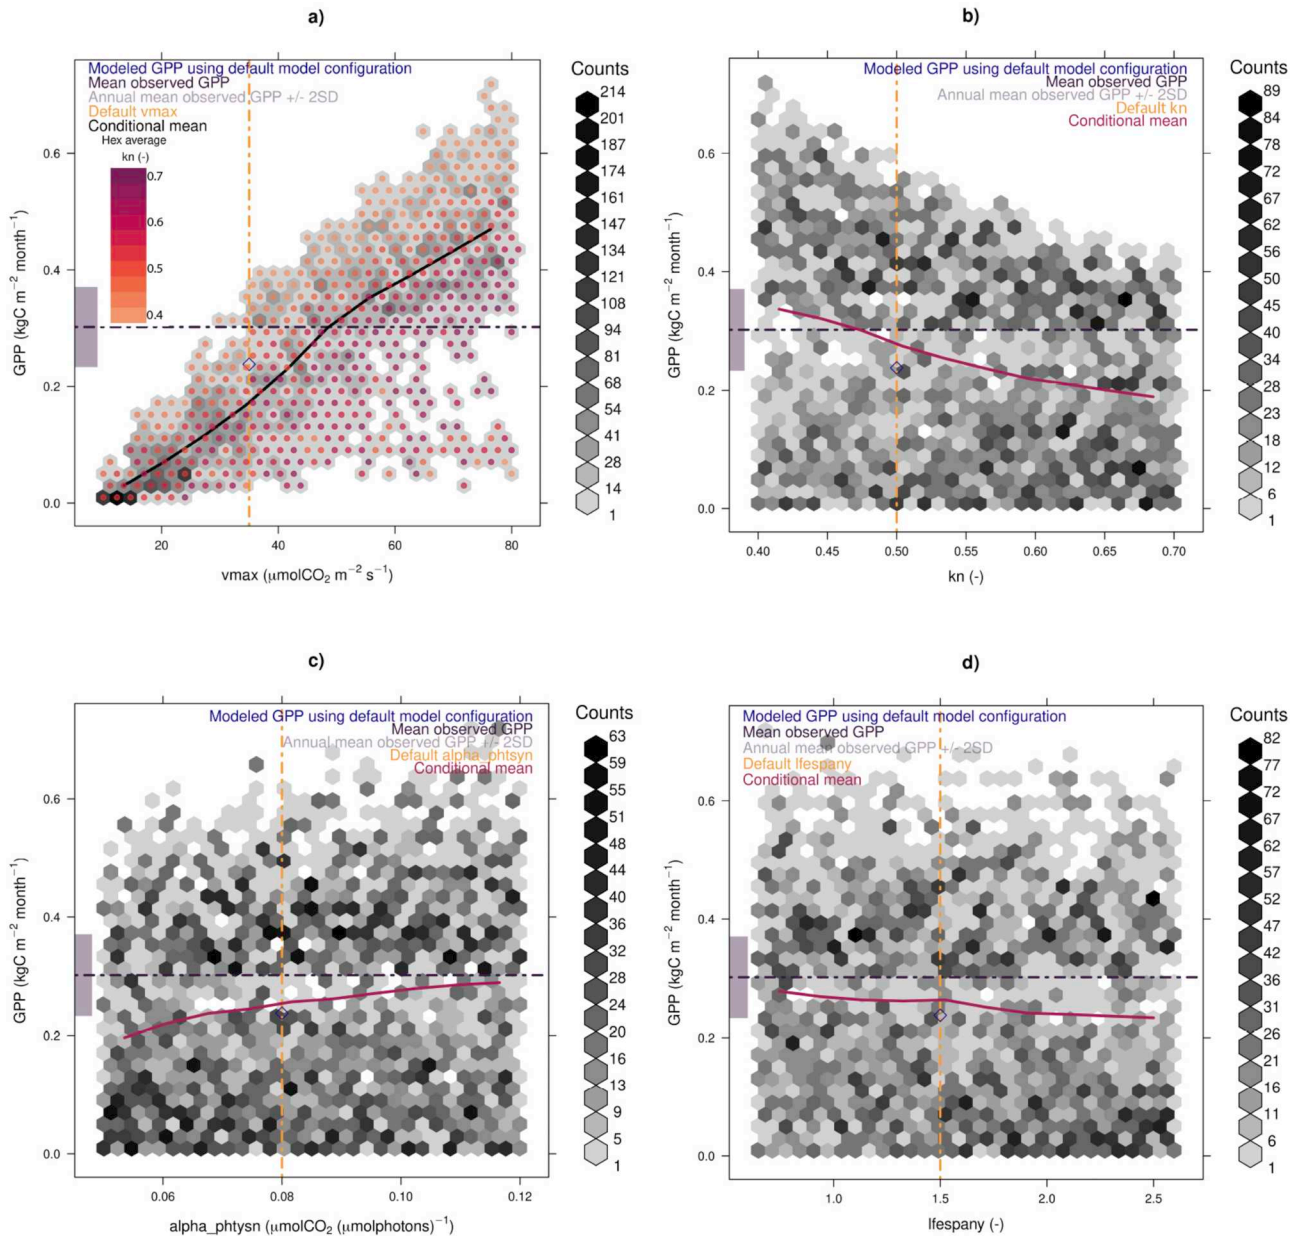 a)
Modeled GPP using default model configuration
Mean observed GPP
Annual mean observed GPP +/- 2SD
Default vmax
Conditional mean
Hex average
kn (-)
0.7
0.6
0.5
0.4
GPP (kgC m−2 month−1)
0.6
0.4
0.2
0.0
20 40 60 80
vmax (μmolCO2 m−2 s−1)
Counts
214
201
187
174
161
147
134
121
108
94
81
68
54
41
28
14
1
b)
Modeled GPP using default model configuration
Mean observed GPP
Annual mean observed GPP +/- 2SD
Default kn
Conditional mean
GPP (kgC m−2 month−1)
0.6
0.4
0.2
0.0
0.40 0.45 0.50 0.55 0.60 0.65 0.70
kn (-)
Counts
89
84
78
72
67
62
56
50
45
40
34
28
23
18
12
6
1
c)
Modeled GPP using default model configuration
Mean observed GPP
Annual mean observed GPP +/- 2SD
Default alpha_phtsyn
Conditional mean
GPP (kgC m−2 month−1)
0.6
0.4
0.2
0.0
0.06 0.08 0.10 0.12
alpha_phtysn (μmolCO2 (μmolphotons)−1)
Counts
63
59
55
51
48
44
40
36
32
28
24
20
16
13
9
5
1
d)
Modeled GPP using default model configuration
Mean observed GPP
Annual mean observed GPP +/- 2SD
Default lfespany
Conditional mean
GPP (kgC m−2 month−1)
0.6
0.4
0.2
0.0
1.0 1.5 2.0 2.5
lfespany (-)
Counts
82
77
72
67
62
57
52
47
42
36
31
26
21
16
11
6
1